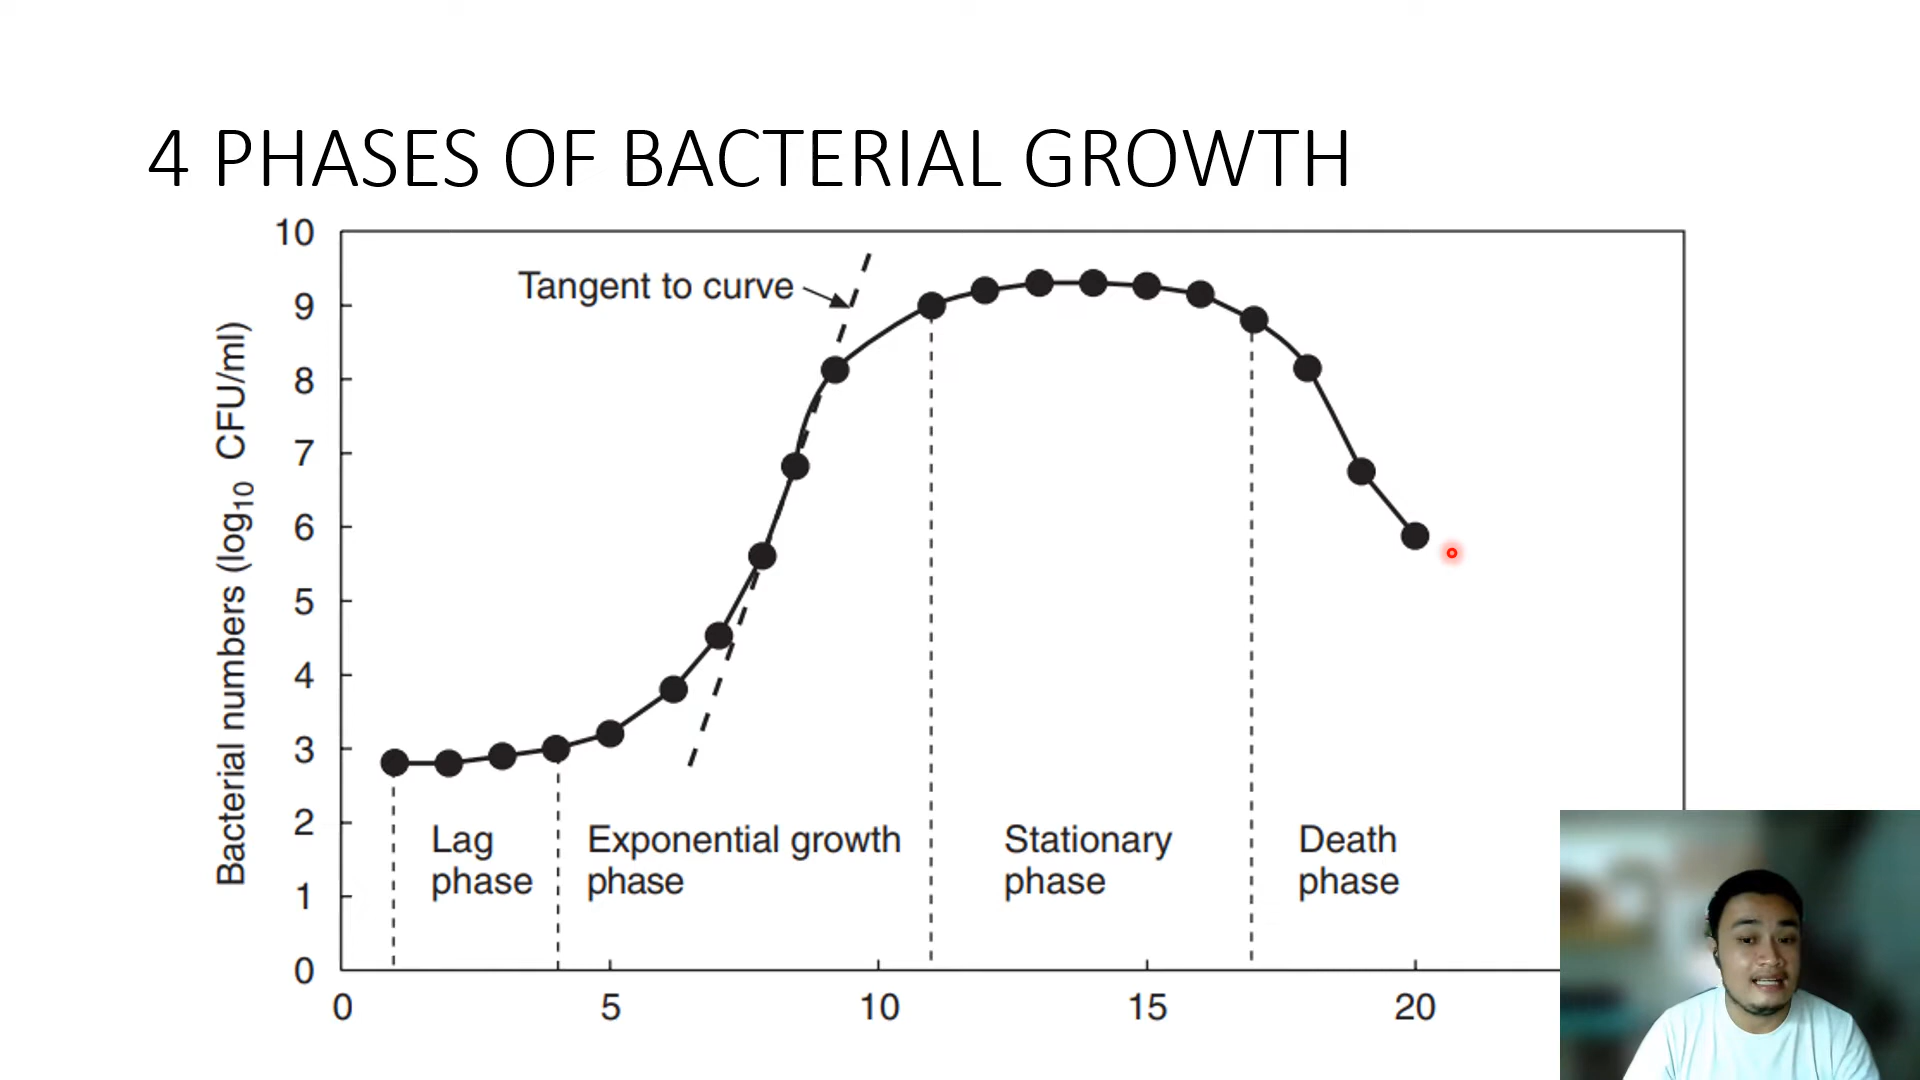 4 PHASES OF BACTERIAL GROWTH
10
9
8
7
6
5
4
3
2
1
0
Bacterial numbers (log10 CFU/ml)
Tangent to curve
Lag
phase
Exponential growth
phase
Stationary
phase
Death
phase
0 5 10 15 20